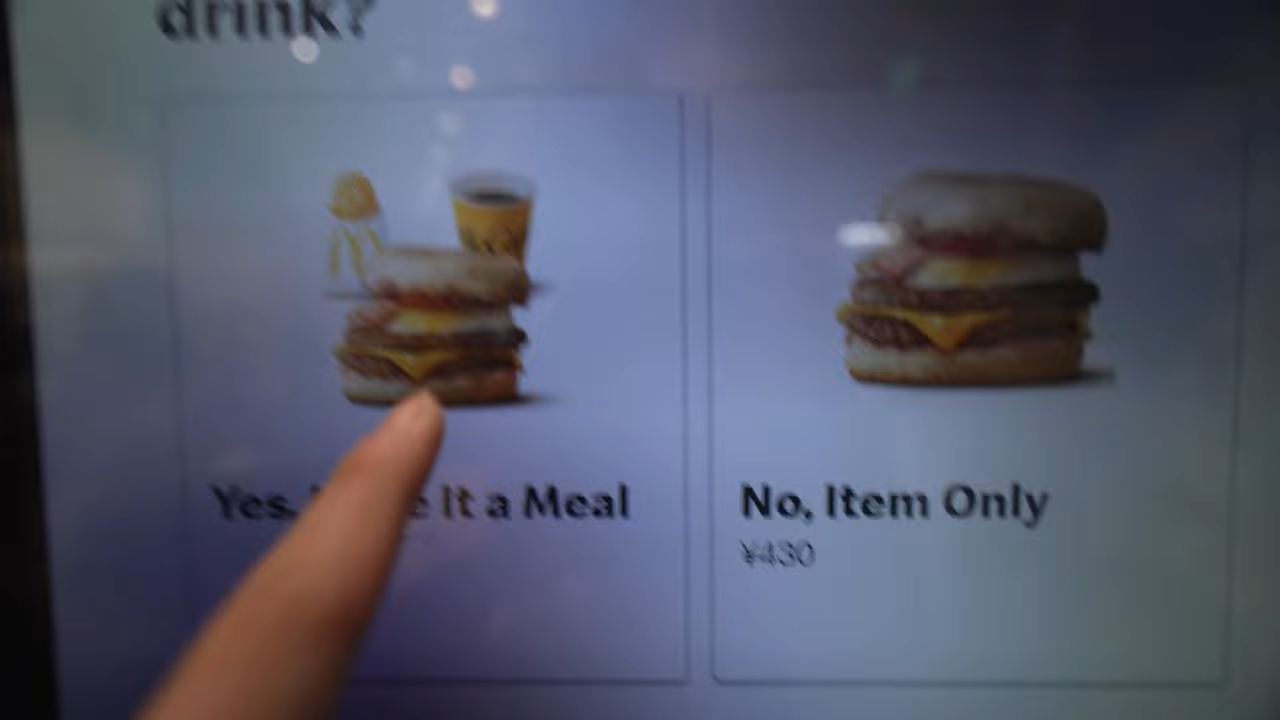 drink?
Yes, It a Meal
No, Item Only
¥430